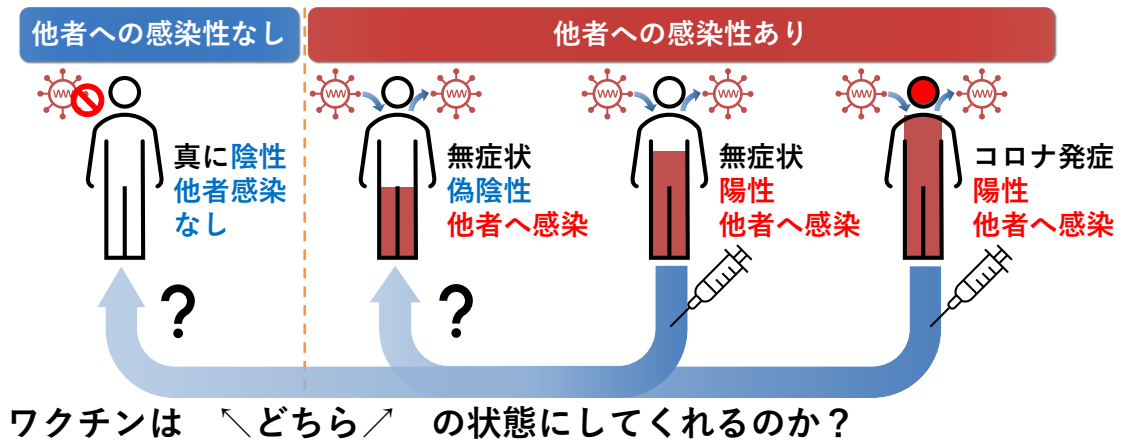 他者への感染性なし
他者への感染性あり
真に陰性
他者感染
なし
無症状
偽陰性
他者へ感染
無症状
陽性
他者へ感染
コロナ発症
陽性
他者へ感染
?
?
ワクチンは ↖どちら↗ の状態にしてくれるのか？